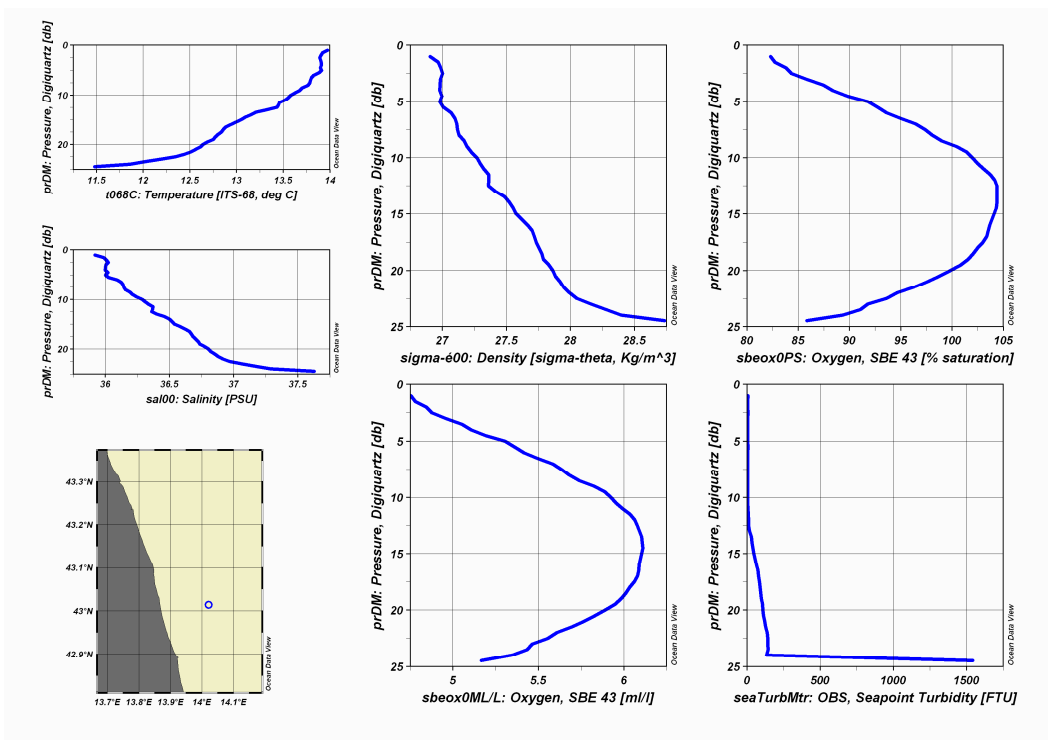 prDM: Pressure, Digiquartz [db]
0
10
20
11.5 12 12.5 13 13.5 14
t068C: Temperature [ITS-68, deg C]
Ocean Data View
prDM: Pressure, Digiquartz [db]
0
10
20
36 36.5 37 37.5
sal00: Salinity [PSU]
Ocean Data View
43.3°N
43.2°N
43.1°N
43°N
42.9°N
13.7°E 13.8°E 13.9°E 14°E 14.1°E
Ocean Data View
prDM: Pressure, Digiquartz [db]
0
5
10
15
20
25
27 27.5 28 28.5
sigma-é00: Density [sigma-theta, Kg/m^3]
Ocean Data View
prDM: Pressure, Digiquartz [db]
0
5
10
15
20
25
5 5.5 6
sbeox0ML/L: Oxygen, SBE 43 [ml/l]
Ocean Data View
prDM: Pressure, Digiquartz [db]
0
5
10
15
20
25
80 85 90 95 100 105
sbeox0PS: Oxygen, SBE 43 [% saturation]
Ocean Data View
prDM: Pressure, Digiquartz [db]
0
5
10
15
20
25
0 500 1000 1500
seaTurbMtr: OBS, Seapoint Turbidity [FTU]
Ocean Data View